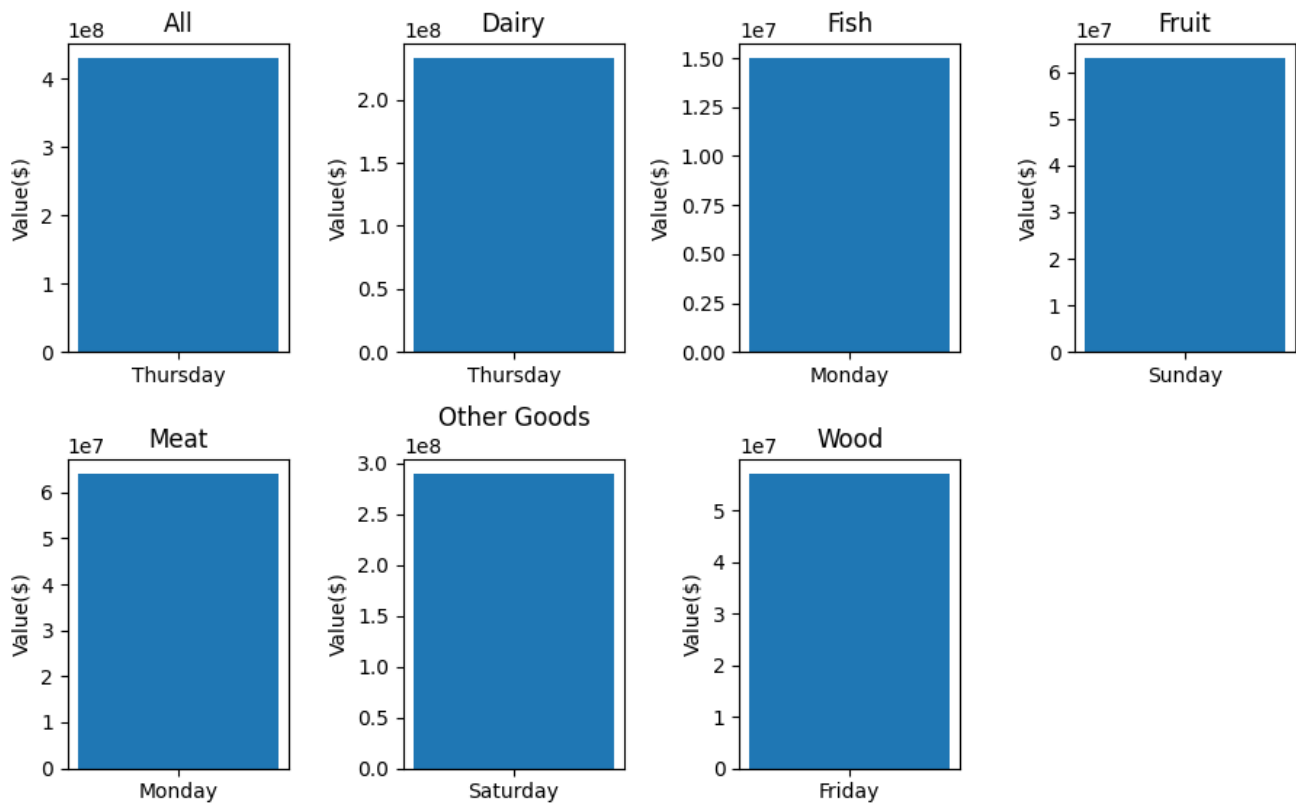 All
1e8
4
3
2
1
0
Value($)
Thursday
Dairy
1e8
2.0
1.5
1.0
0.5
0.0
Value($)
Thursday
Fish
1e7
1.50
1.25
1.00
0.75
0.50
0.25
0.00
Value($)
Monday
Fruit
1e7
6
5
4
3
2
1
0
Value($)
Sunday
Meat
1e7
6
5
4
3
2
1
0
Value($)
Monday
Other Goods
1e8
3.0
2.5
2.0
1.5
1.0
0.5
0.0
Value($)
Saturday
Wood
1e7
5
4
3
2
1
0
Value($)
Friday